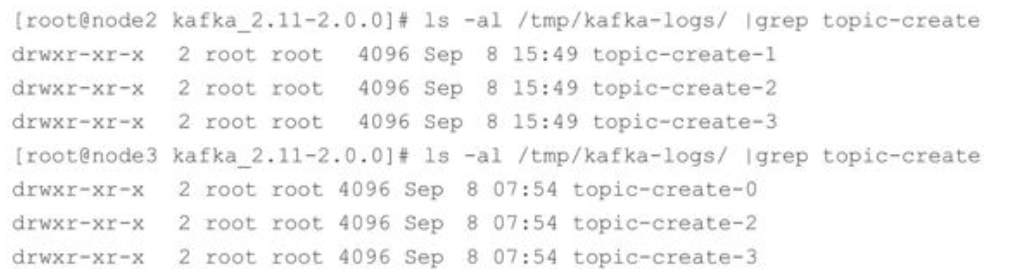 [root@node2 kafka_2.11-2.0.0]# ls -al /tmp/kafka-logs/ |grep topic-create
drwxr-xr-x  2 root root  4096 Sep  8 15:49 topic-create-1
drwxr-xr-x  2 root root  4096 Sep  8 15:49 topic-create-2
drwxr-xr-x  2 root root  4096 Sep  8 15:49 topic-create-3
[root@node3 kafka_2.11-2.0.0]# ls -al /tmp/kafka-logs/ |grep topic-create
drwxr-xr-x  2 root root 4096 Sep  8 07:54 topic-create-0
drwxr-xr-x  2 root root 4096 Sep  8 07:54 topic-create-2
drwxr-xr-x  2 root root 4096 Sep  8 07:54 topic-create-3